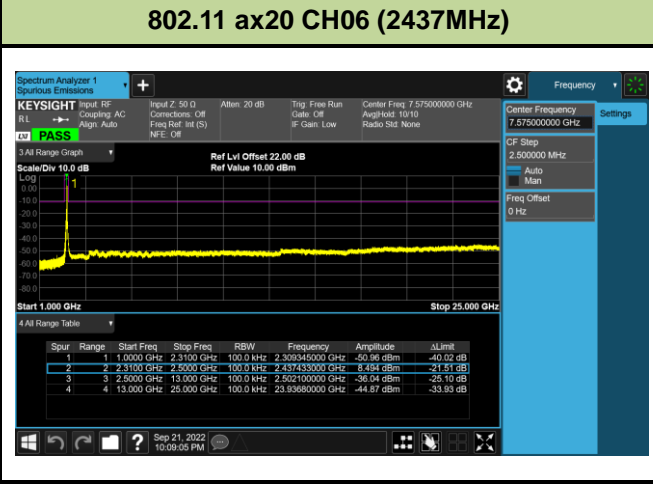 802.11 ax20 CH06 (2437MHz)
Spectrum Analyzer 1
Spurious Emissions
+
Frequency
KEYSIGHT Input: RF Input Z: 50 Ω Atten: 20 dB Trig: Free Run Center Freq: 7.575000000 GHz
RL Coupling: AC Corrections: Off Gate: Off Avg|Hold: 10/10
Align: Auto Freq Ref: Int (S) IF Gain: Low Radio Std: None
LXI PASS NFE: Off
Center Frequency
7.575000000 GHz
Settings
CF Step
2.500000 MHz
Auto
Man
Freq Offset
0 Hz
3 All Range Graph
Ref Lvl Offset 22.00 dB
Scale/Div 10.0 dB Ref Value 10.00 dBm
Log
1
0.00
-10.0
-20.0
-30.0
-40.0
-50.0
-60.0
-70.0
-80.0
Start 1.000 GHz Stop 25.000 GHz
4 All Range Table
Spur Range Start Freq Stop Freq RBW Frequency Amplitude ΔLimit
1 1 1.0000 GHz 2.3100 GHz 100.0 kHz 2.309345000 GHz -50.96 dBm -40.02 dB
2 2 2.3100 GHz 2.5000 GHz 100.0 kHz 2.437433000 GHz 8.494 dBm -21.51 dB
3 3 2.5000 GHz 13.000 GHz 100.0 kHz 2.502100000 GHz -36.04 dBm -25.10 dB
4 4 13.000 GHz 25.000 GHz 100.0 kHz 23.93680000 GHz -44.87 dBm -33.93 dB
? Sep 21, 2022
10:09:05 PM